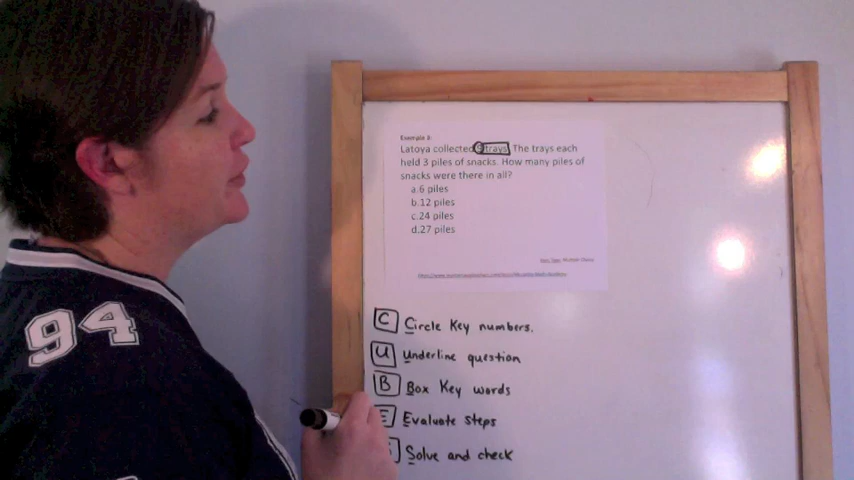 Example 2:
Latoya collected trays. The trays each
held 3 piles of snacks. How many piles of
snacks were there in all?
a.6 piles
b.12 piles
c.24 piles
d.27 piles
C Circle Key numbers.
U Underline question
B Box Key words
E Evaluate steps
Solve and check
94